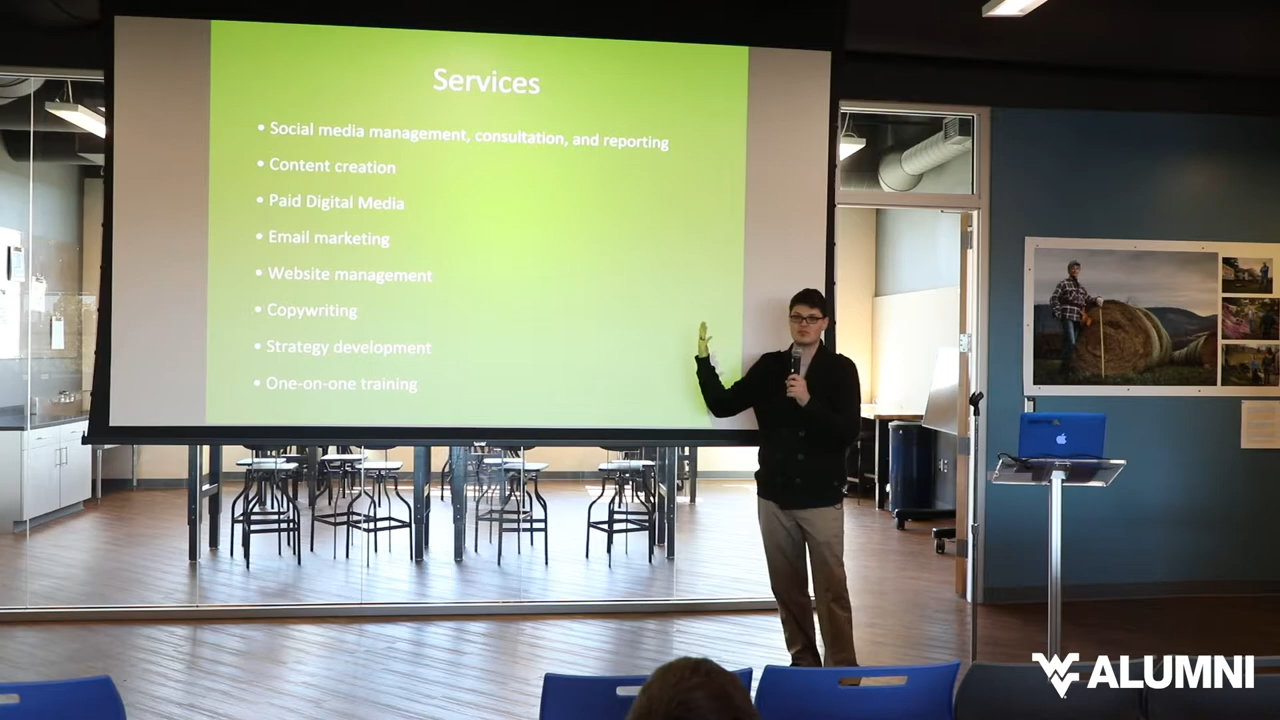 Services
• Social media management, consultation, and reporting
• Content creation
• Paid Digital Media
• Email marketing
• Website management
• Copywriting
• Strategy development
• One-on-one training
WV ALUMNI